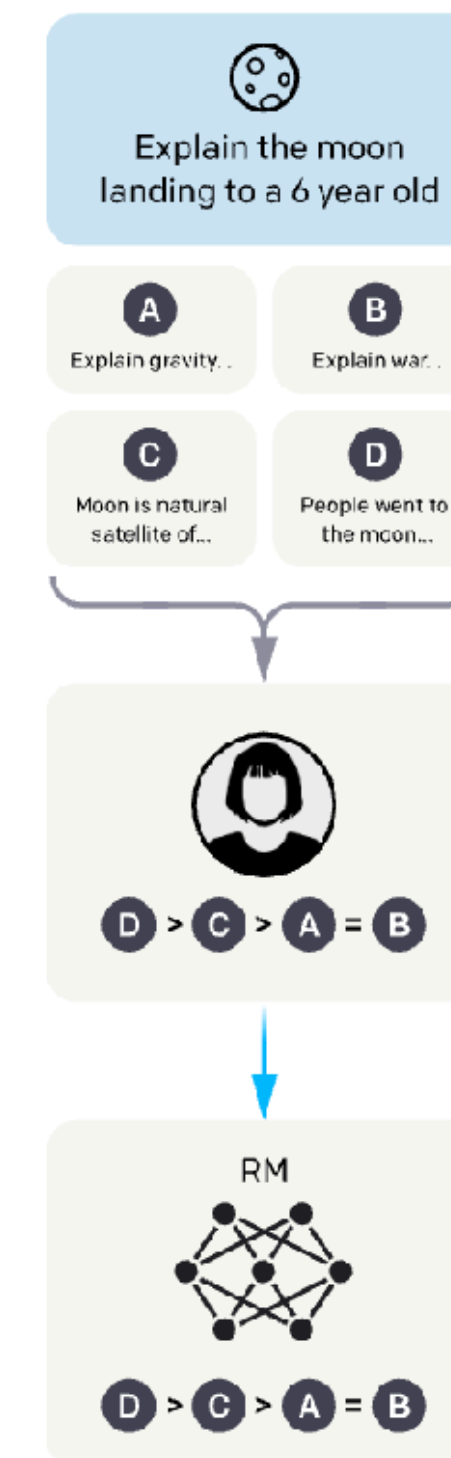 Explain the moon
landing to a 6 year old
A
B
Explain gravity...
Explain war...
C
D
Moon is natural
satellite of...
People went to
the moon...
D > C > A = B
RM
D > C > A = B